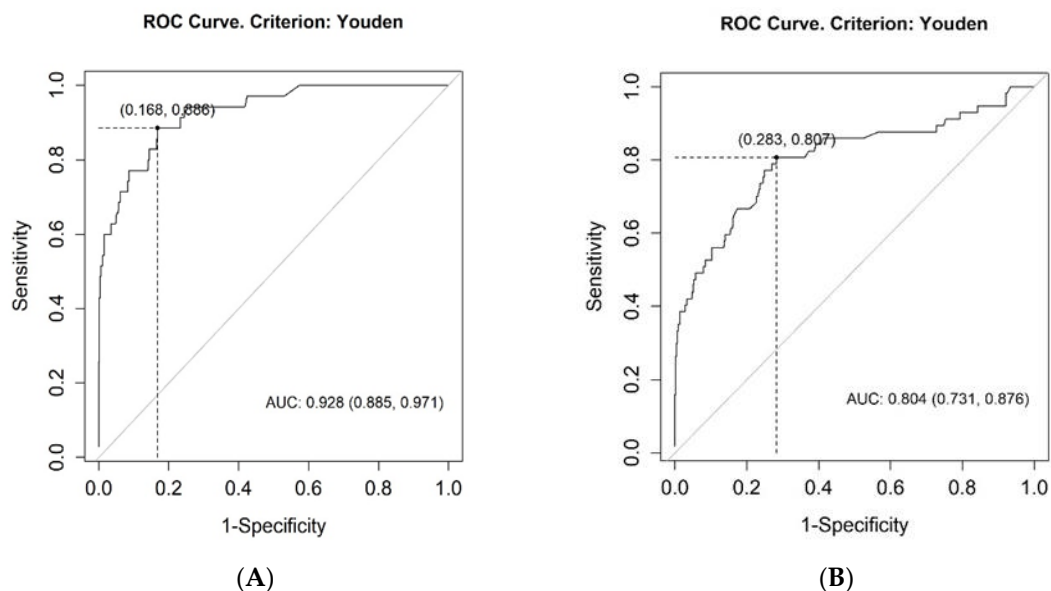 ROC Curve. Criterion: Youden
1.0
0.8
0.6
0.4
0.2
0.0
Sensitivity
(0.168, 0.886)
AUC: 0.928 (0.885, 0.971)
0.0 0.2 0.4 0.6 0.8 1.0
1-Specificity
(A)
ROC Curve. Criterion: Youden
1.0
0.8
0.6
0.4
0.2
0.0
Sensitivity
(0.283, 0.807)
AUC: 0.804 (0.731, 0.876)
0.0 0.2 0.4 0.6 0.8 1.0
1-Specificity
(B)